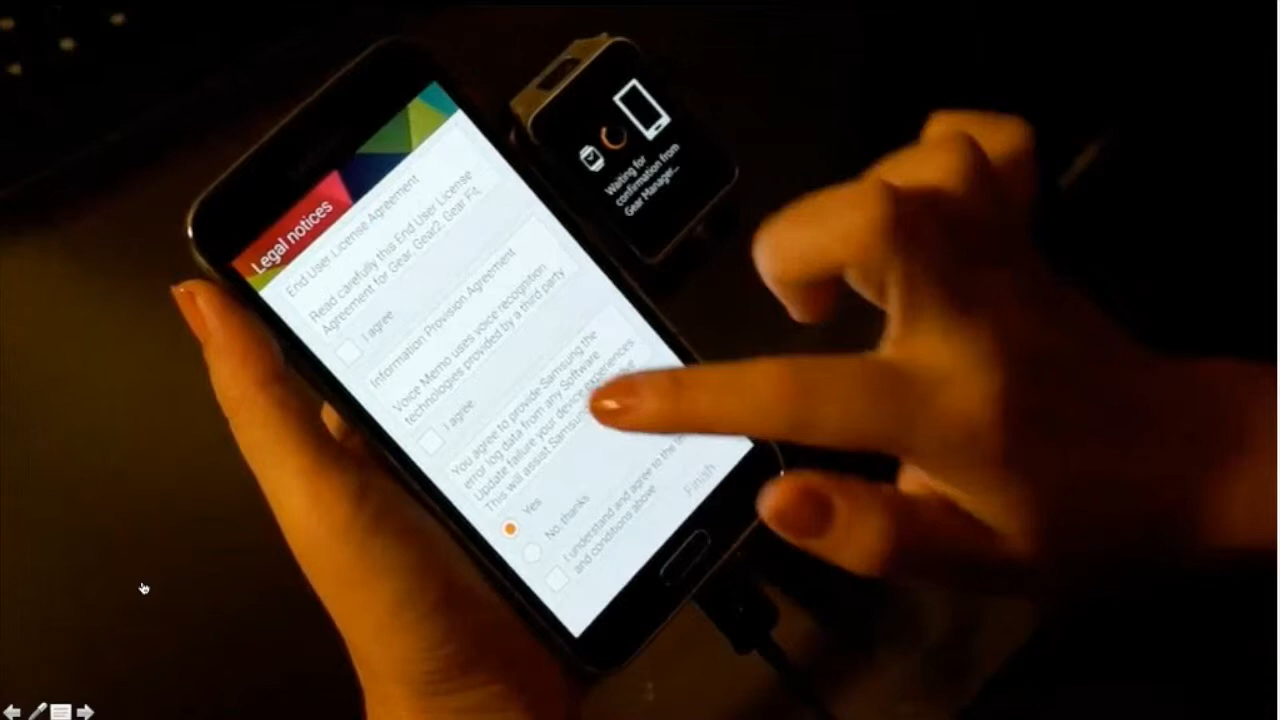 Legal notices
End User License Agreement
Read carefully this End User License
Agreement for Gear, Gear2, Gear Fit,
I agree
Information Provision Agreement
Voice Memo uses voice recognition
technologies provided by a third party
I agree
You agree to provide Samsung the
error log data from any Software
Update failure your device experiences
This will assist
Yes
No, thanks
I understand and agree to the
and conditions above
Finish
Waiting for
confirmation from
Gear Manager...